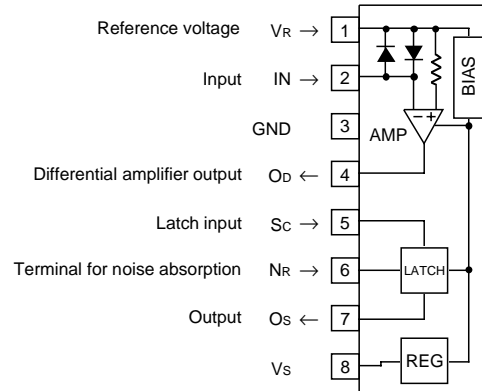 Reference voltage VR → 1
Input IN → 2
GND 3
Differential amplifier output OD ← 4
Latch input SC → 5
Terminal for noise absorption NR → 6
Output OS ← 7
VS 8
BIAS
− +
AMP
LATCH
REG